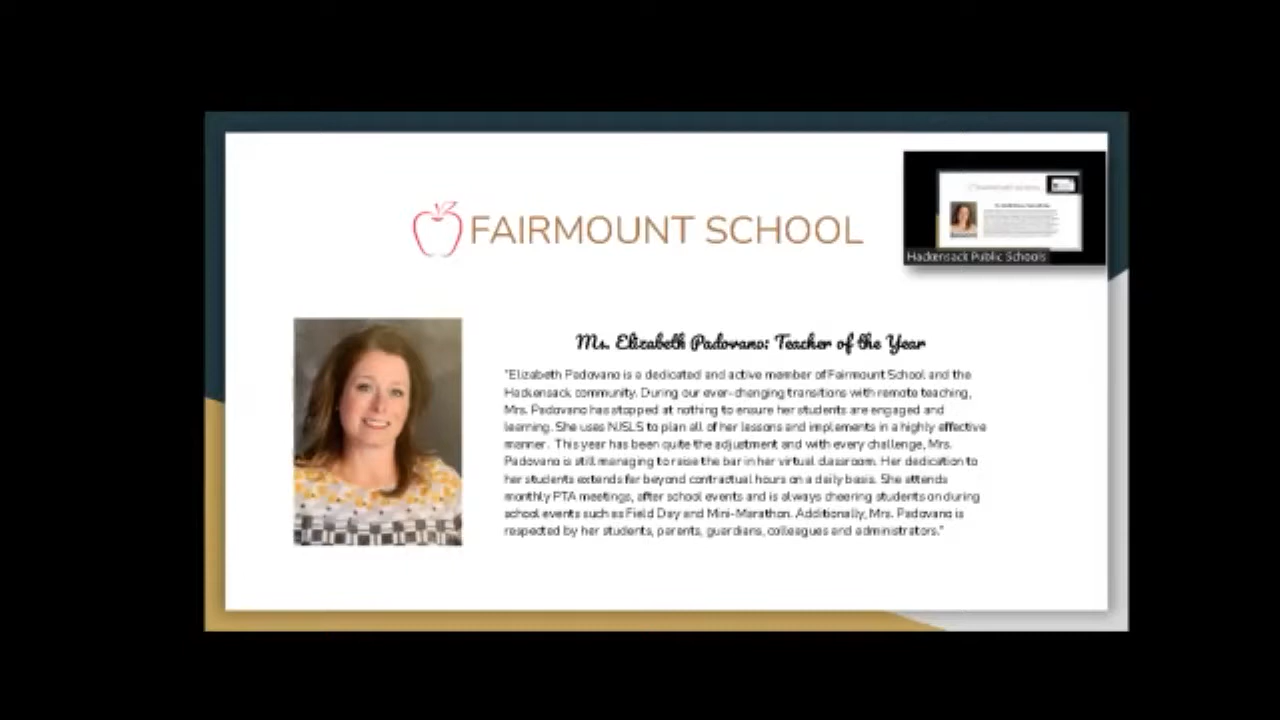 FAIRMOUNT SCHOOL
Hackensack Public Schools
Ms. Elizabeth Padovano: Teacher of the Year
"Elizabeth Padovano is a dedicated and active member of Fairmount School and the
Hackensack community. During our ever-changing transitions with remote teaching,
Mrs. Padovano has stopped at nothing to ensure her students are engaged and
learning. She uses NJSLS to plan all of her lessons and implements in a highly effective
manner. This year has been quite the adjustment and with every challenge, Mrs.
Padovano is still managing to raise the bar in her virtual classroom. Her dedication to
her students extends far beyond contractual hours on a daily basis. She attends
monthly PTA meetings, after school events and is always cheering students on during
school events such as Field Day and Mini-Marathon. Additionally, Mrs. Padovano is
respected by her students, parents, guardians, colleagues and administrators."